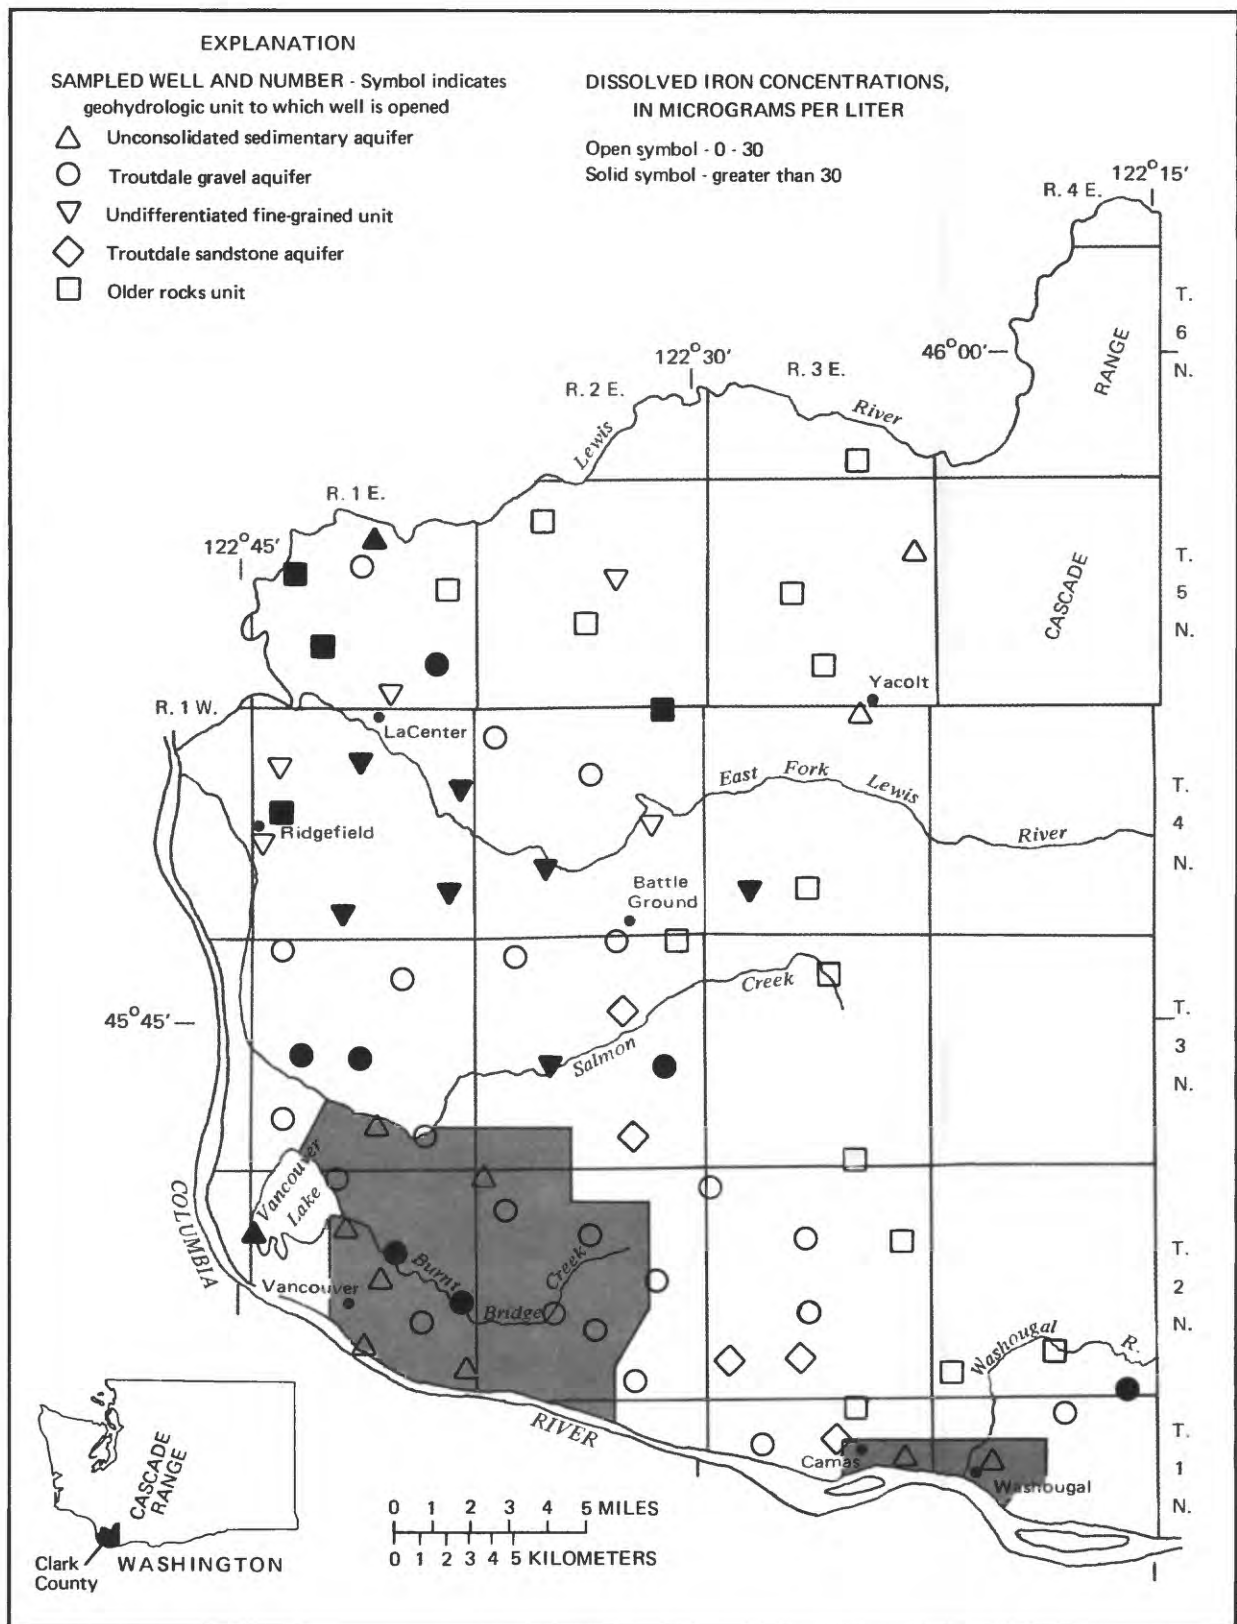 EXPLANATION
SAMPLED WELL AND NUMBER - Symbol indicates
geohydrologic unit to which well is opened
Unconsolidated sedimentary aquifer
Troutdale gravel aquifer
Undifferentiated fine-grained unit
Troutdale sandstone aquifer
Older rocks unit
DISSOLVED IRON CONCENTRATIONS,
IN MICROGRAMS PER LITER
Open symbol - 0 - 30
Solid symbol - greater than 30
122°15'
R. 4 E.
T.
6
N.
RANGE
46°00'
122°30'
R. 3 E.
R. 2 E.
River
Lewis
R. 1 E.
122°45'
T.
5
N.
CASCADE
Yacolt
R. 1 W.
LaCenter
East Fork Lewis
River
T.
4
N.
Ridgefield
Battle
Ground
Creek
45°45'
Salmon
T.
3
N.
Vancouver
Lake
COLUMBIA
Burnt
Bridge
Creek
Vancouver
T.
2
N.
Washougal
R.
RIVER
Camas
Washougal
T.
1
N.
CASCADE
RANGE
Clark
County
WASHINGTON
0 1 2 3 4 5 MILES
0 1 2 3 4 5 KILOMETERS